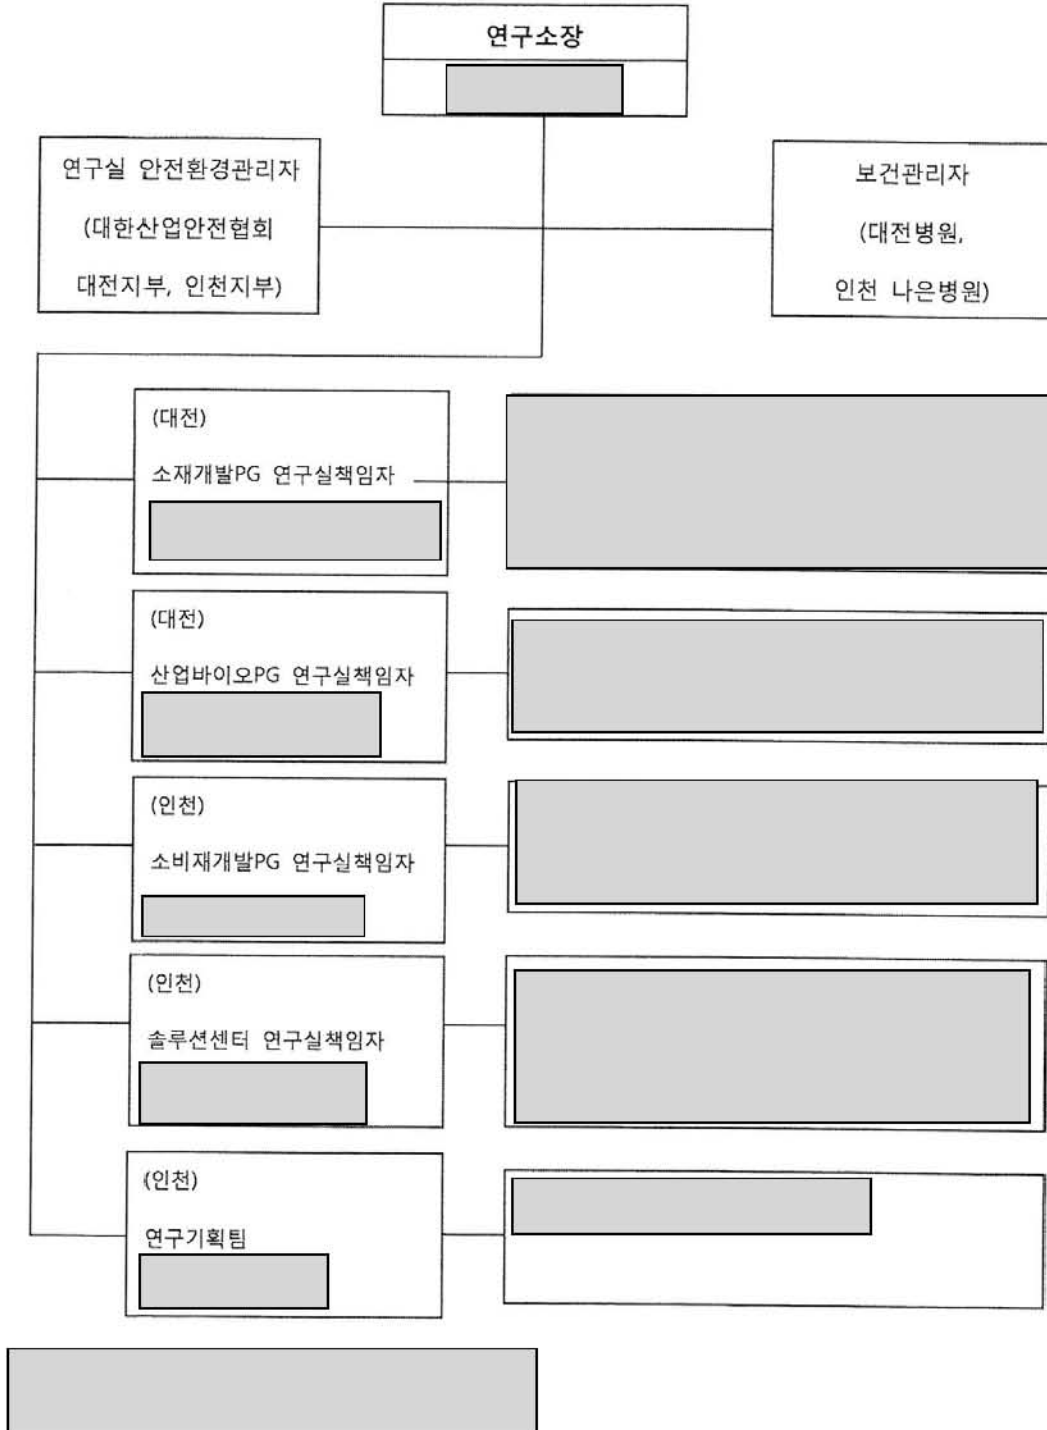 연구소장
연구실 안전환경관리자
(대한산업안전협회
대전지부, 인천지부)
보건관리자
(대전병원,
인천 나은병원)
(대전)
소재개발PG 연구실책임자
(대전)
산업바이오PG 연구실책임자
(인천)
소비재개발PG 연구실책임자
(인천)
솔루션센터 연구실책임자
(인천)
연구기획팀